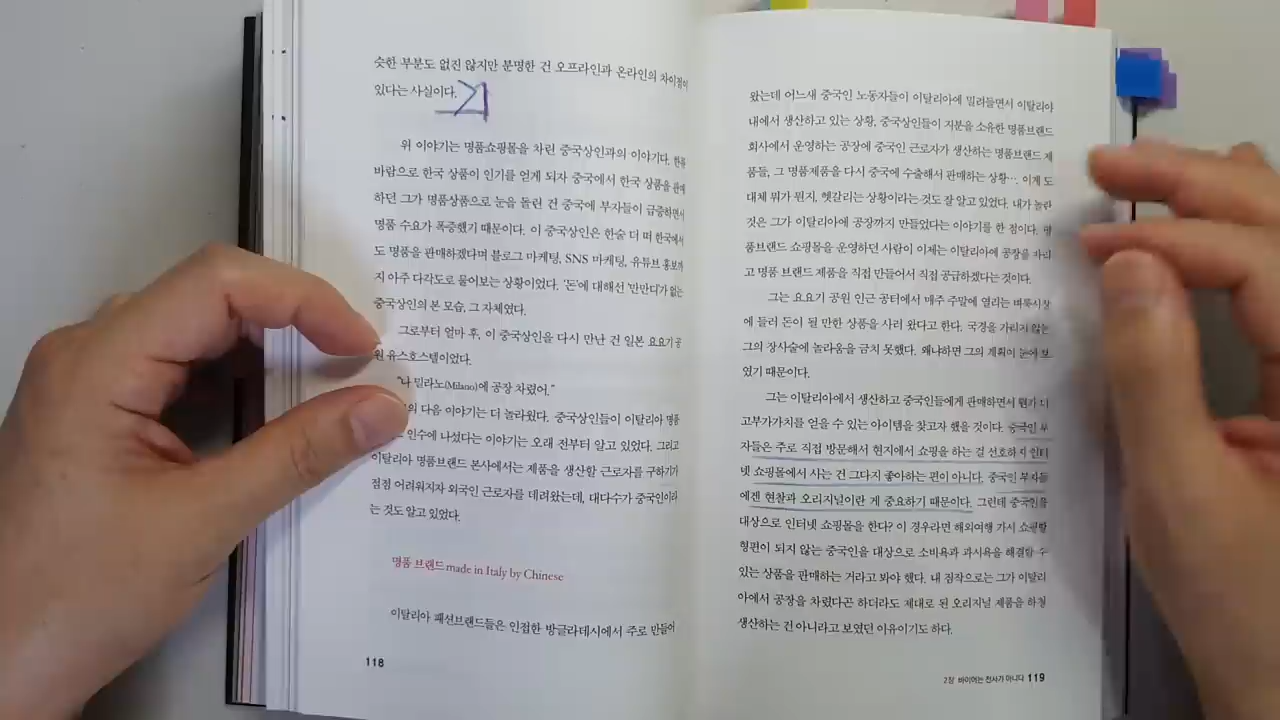 슷한 부분도 없진 않지만 분명한 건 오프라인과 온라인의 차이점이
있다는 사실이다.
위 이야기는 명품쇼핑몰을 차린 중국상인과의 이야기다. 한류
바람으로 한국 상품이 인기를 얻게 되자 중국에서 한국 상품을 판매
하던 그가 명품상품으로 눈을 돌린 건 중국에 부자들이 급증하면서
명품 수요가 폭증했기 때문이다. 이 중국상인은 한술 더 떠 한국에서
도 명품을 판매하겠다며 블로그 마케팅, SNS 마케팅, 유튜브 홍보까
지 아주 다각도로 물어보는 상황이었다. '돈'에 대해선 '만만디'가 없는
중국상인의 본 모습, 그 자체였다.
그로부터 얼마 후, 이 중국상인을 다시 만난 건 일본 요요기공
원 유스호스텔이었다.
"나 밀라노(Milano)에 공장 차렸어."
의 다음 이야기는 더 놀라웠다. 중국상인들이 이탈리아 명품
인수에 나섰다는 이야기는 오래 전부터 알고 있었다. 그리고
이탈리아 명품브랜드 본사에서는 제품을 생산할 근로자를 구하기가
점점 어려워지자 외국인 근로자를 데려왔는데, 대다수가 중국인이라
는 것도 알고 있었다.
명품 브랜드 made in Italy by Chinese
이탈리아 패션브랜드들은 인접한 방글라데시에서 주로 만들어
118
왔는데 어느새 중국인 노동자들이 이탈리아에 밀려들면서 이탈리아
내에서 생산하고 있는 상황, 중국상인들이 지분을 소유한 명품브랜드
회사에서 운영하는 공장에 중국인 근로자가 생산하는 명품브랜드 제
품들, 그 명품제품을 다시 중국에 수출해서 판매하는 상황…. 이게 도
대체 뭐가 뭔지, 헷갈리는 상황이라는 것도 잘 알고 있었다. 내가 놀란
것은 그가 이탈리아에 공장까지 만들었다는 이야기를 한 점이다. 명
품브랜드 쇼핑몰을 운영하던 사람이 이제는 이탈리아에 공장을 차리
고 명품 브랜드 제품을 직접 만들어서 직접 공급하겠다는 것이다.
그는 요요기 공원 인근 공터에서 매주 주말에 열리는 벼룩시장
에 들러 돈이 될 만한 상품을 사러 왔다고 한다. 국경을 가리지 않는
그의 장사술에 놀라움을 금치 못했다. 왜냐하면 그의 계획이 눈에 보
였기 때문이다.
그는 이탈리아에서 생산하고 중국인들에게 판매하면서 뭔가 더
고부가가치를 얻을 수 있는 아이템을 찾고자 했을 것이다. 중국인 부
자들은 주로 직접 방문해서 현지에서 쇼핑을 하는 걸 선호하지 인터
넷 쇼핑몰에서 사는 건 그다지 좋아하는 편이 아니다. 중국인 부자들
에겐 현찰과 오리지널이란 게 중요하기 때문이다. 그런데 중국인을
대상으로 인터넷 쇼핑몰을 한다? 이 경우라면 해외여행 가서 쇼핑할
형편이 되지 않는 중국인을 대상으로 소비욕과 과시욕을 해결할 수
있는 상품을 판매하는 거라고 봐야 했다. 내 짐작으로는 그가 이탈리
아에서 공장을 차렸다곤 하더라도 제대로 된 오리지널 제품을 하청
생산하는 건 아니라고 보였던 이유이기도 하다.
2장 바이어는 천사가 아니다 119